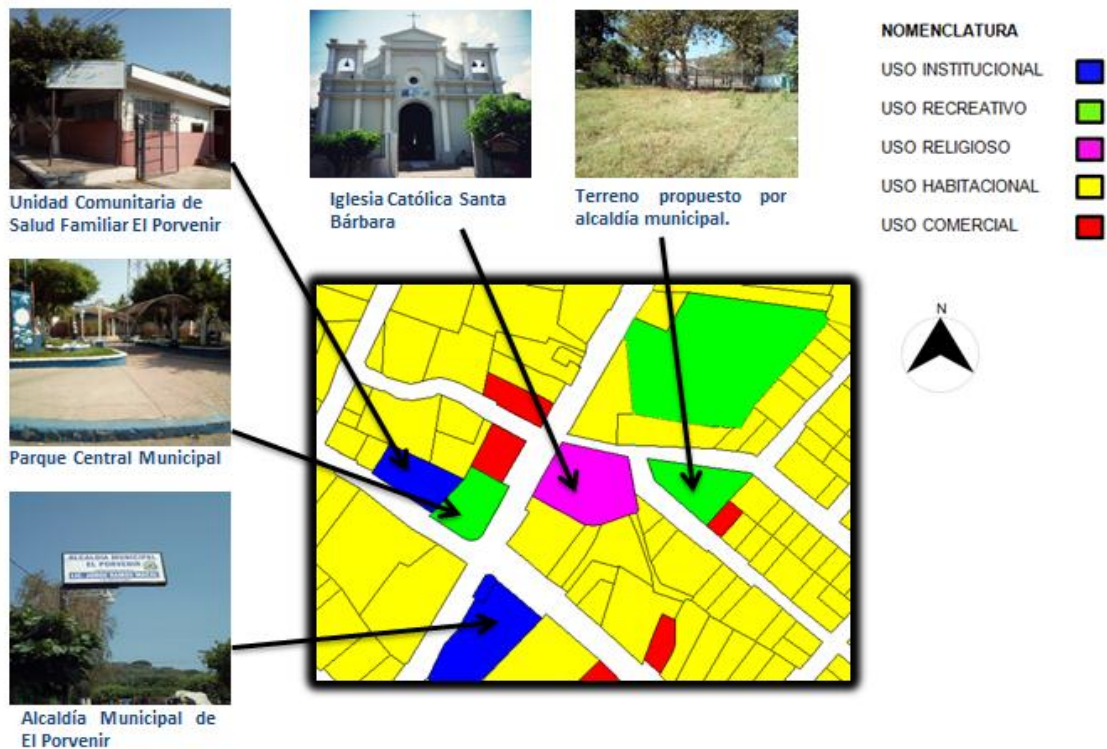 Unidad Comunitaria de
Salud Familiar El Porvenir
Iglesia Católica Santa
Bárbara
Terreno propuesto por
alcaldía municipal.
NOMENCLATURA
USO INSTITUCIONAL
USO RECREATIVO
USO RELIGIOSO
USO HABITACIONAL
USO COMERCIAL
N
Parque Central Municipal
ALCALDIA MUNICIPAL
EL PORVENIR
Alcaldía Municipal de
El Porvenir